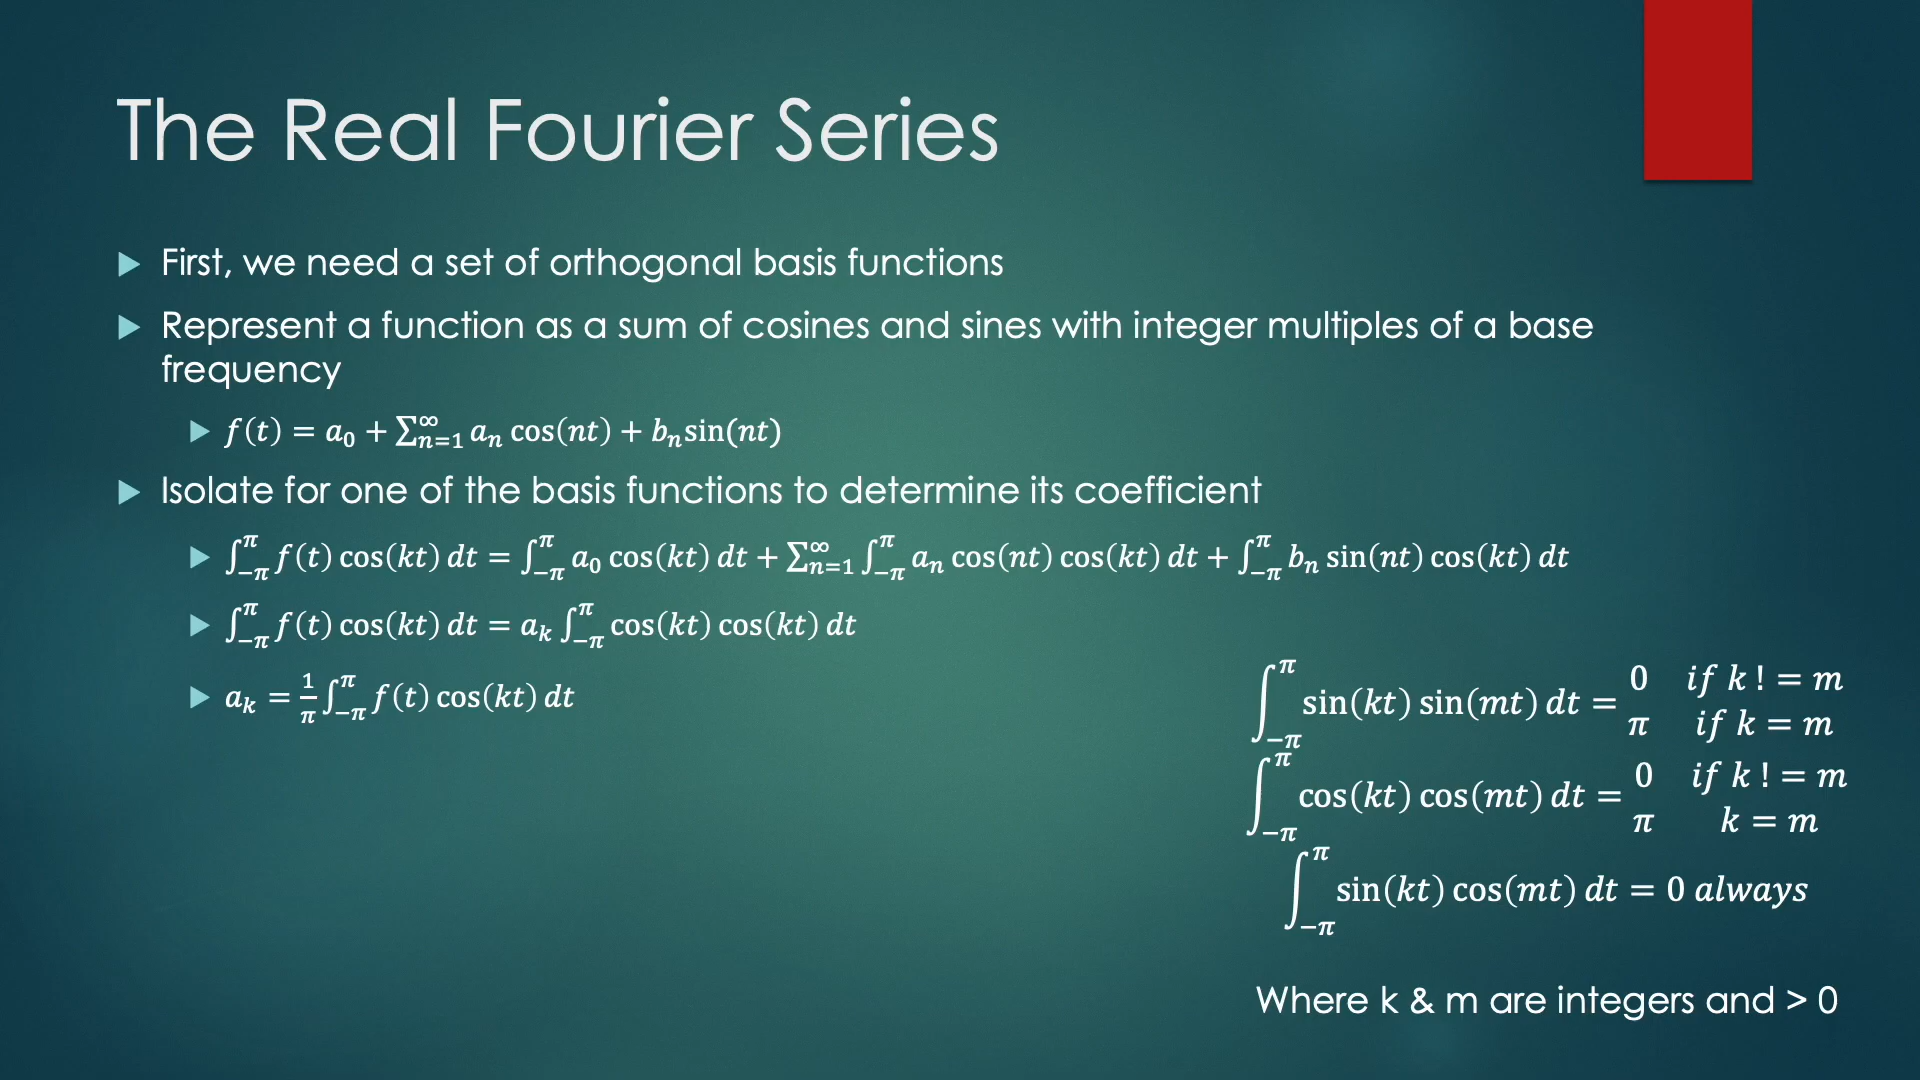 The Real Fourier Series
First, we need a set of orthogonal basis functions
Represent a function as a sum of cosines and sines with integer multiples of a base
frequency
f(t) = a₀ + ∑_{n=1}^{∞} aₙ cos(nt) + bₙsin(nt)
Isolate for one of the basis functions to determine its coefficient
∫_{−π}^{π} f(t) cos(kt) dt = ∫_{−π}^{π} a₀ cos(kt) dt + ∑_{n=1}^{∞} ∫_{−π}^{π} aₙ cos(nt) cos(kt) dt + ∫_{−π}^{π} bₙ sin(nt) cos(kt) dt
∫_{−π}^{π} f(t) cos(kt) dt = aₖ ∫_{−π}^{π} cos(kt) cos(kt) dt
aₖ = 1/π ∫_{−π}^{π} f(t) cos(kt) dt
∫_{−π}^{π} sin(kt) sin(mt) dt = 0 if k != m
π if k = m
∫_{−π}^{π} cos(kt) cos(mt) dt = 0 if k != m
π k = m
∫_{−π}^{π} sin(kt) cos(mt) dt = 0 always
Where k & m are integers and > 0